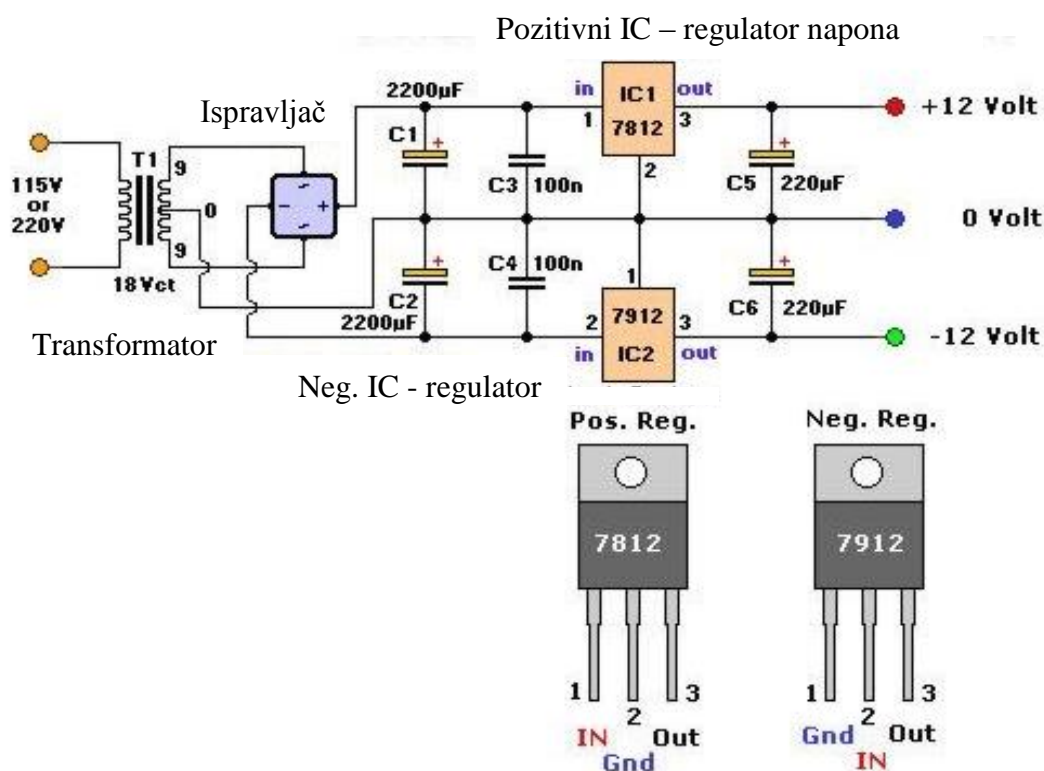 Pozitivni IC – regulator napona
2200µF
in
IC1
out
Ispravljač
1
7812
3
+12 Volt
C1
+
+
T1
9
2
115V
or
220V
0
C3
100n
C5
220µF
0 Volt
- +
9
+
C4
100n
1
+
18Vct
C2
2200µF
2
7912
3
C6
220µF
-12 Volt
Transformator
in
IC2
out
Neg. IC - regulator
Pos. Reg.
Neg. Reg.
7812
7912
1
3
1
3
2
2
IN
Out
Gnd
Out
Gnd
IN